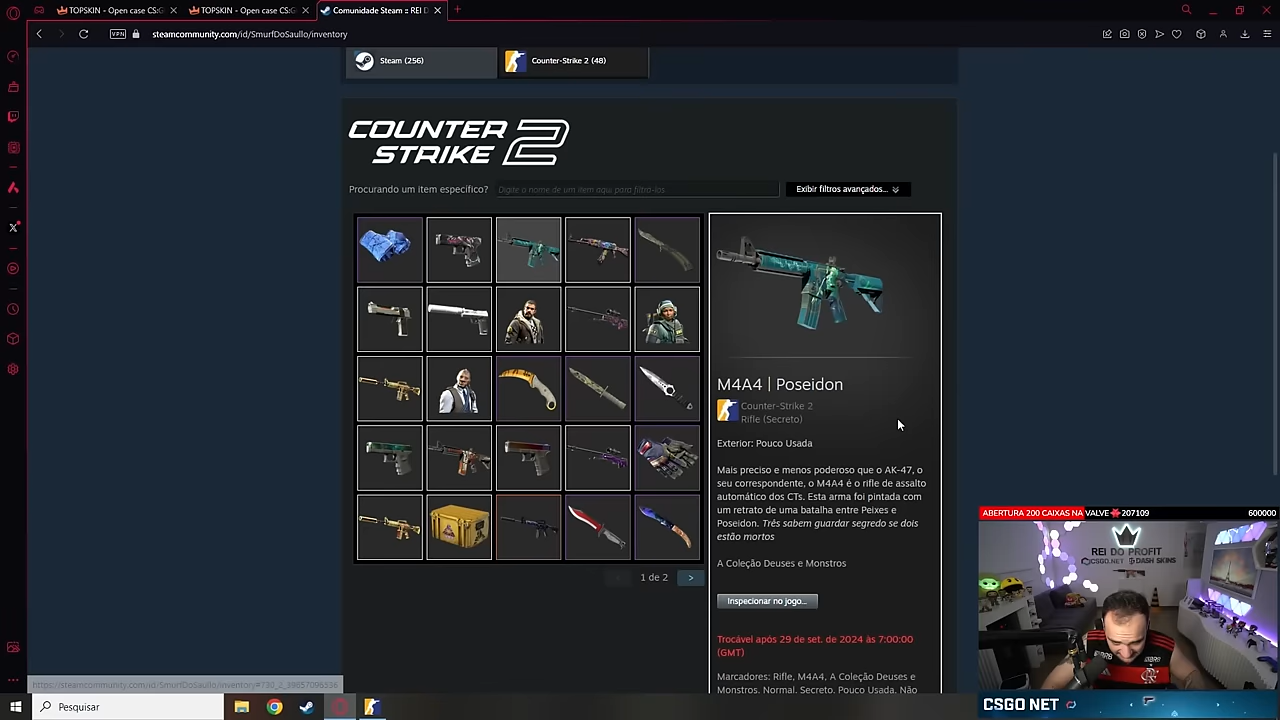 TOPSKIN - Open case CS:G
TOPSKIN - Open case CS:G
Comunidade Steam :: REI D
VPN
steamcommunity.com/id/SmurfDoSaullo/inventory
Steam (256)
Counter-Strike 2 (48)
COUNTER
STRIKE 2
Procurando um item específico?
Digite o nome de um item aqui para filtrá-los
Exibir filtros avançados...
M4A4 | Poseidon
Counter-Strike 2
Rifle (Secreto)
Exterior: Pouco Usada
Mais preciso e menos poderoso que o AK-47, o
seu correspondente, o M4A4 é o rifle de assalto
automático dos CTs. Esta arma foi pintada com
um retrato de uma batalha entre Peixes e
Poseidon. Três sabem guardar segredo se dois
estão mortos
A Coleção Deuses e Monstros
1 de 2
>
Inspecionar no jogo...
Trocável após 29 de set. de 2024 às 7:00:00
(GMT)
Marcadores: Rifle, M4A4, A Coleção Deuses e
Monstros, Normal, Secreto, Pouco Usada, Não
ABERTURA 200 CAIXAS NA VALVE 207109
600000
REI DO PROFIT
CSGO.NET
DASH SKINS
CSGO NET
Pesquisar